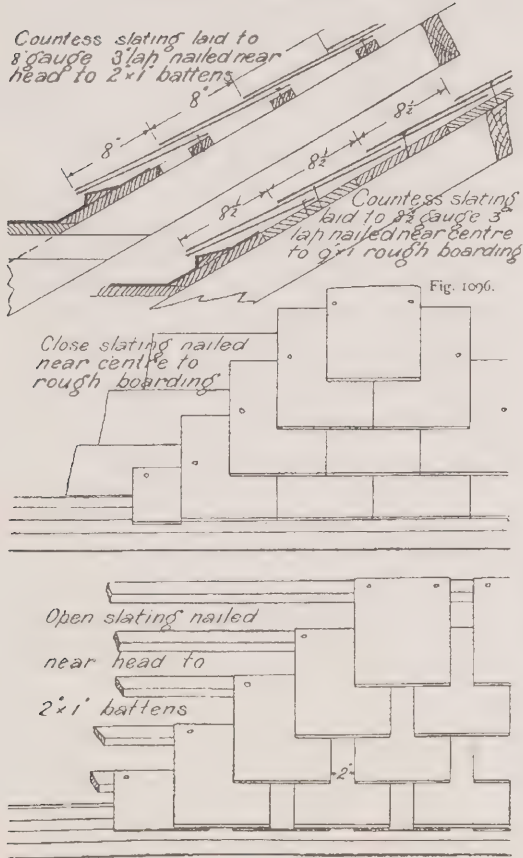 Countess slating laid to
8 gauge 3" lap nailed near
head to 2"×1" battens
8"
8"
8½"
8½"
8½"
Countess slating
laid to 8½ gauge 3"
lap nailed near centre
to 9"×1 rough boarding
Fig. 1096.
Close slating nailed
near centre to
rough boarding
Open slating nailed
near head to
2"×1" battens
2"